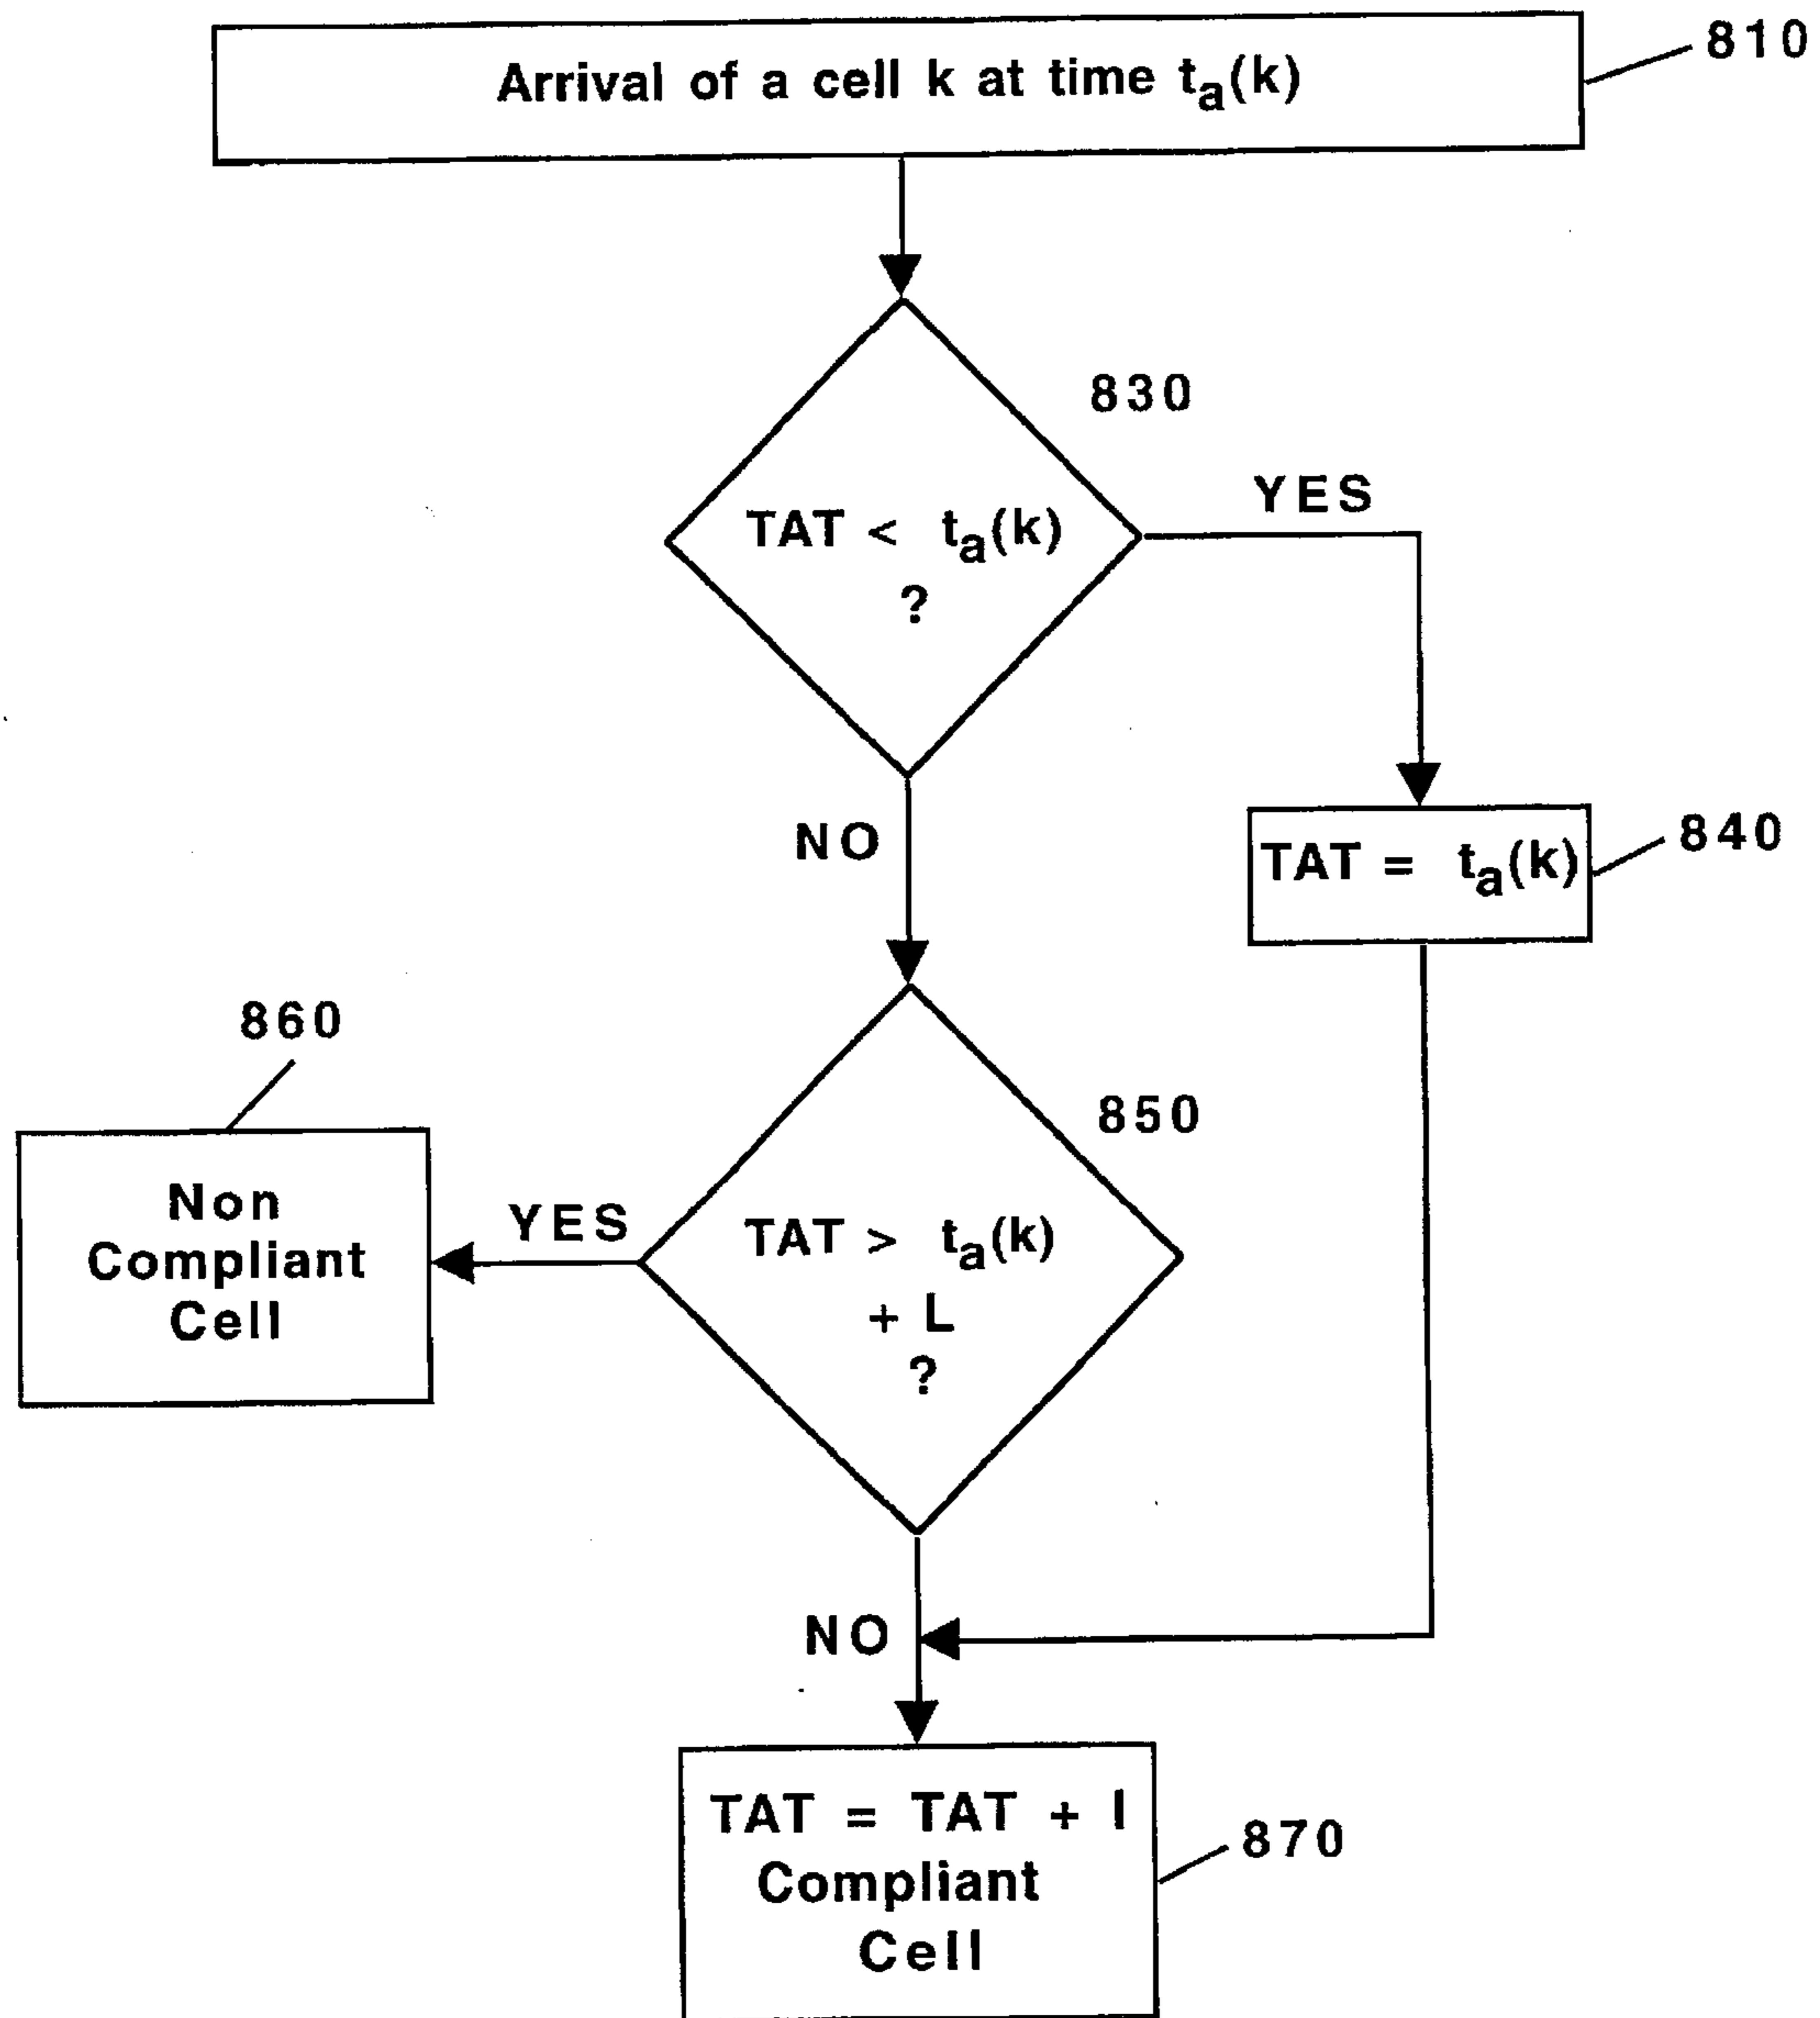 Arrival of a cell k at time ta(k)
810
830
TAT < ta(k)
?
YES
NO
TAT = ta(k)
840
860
Non
Compliant
Cell
YES
850
TAT > ta(k)
+ L
?
NO
TAT = TAT + I
Compliant
Cell
870